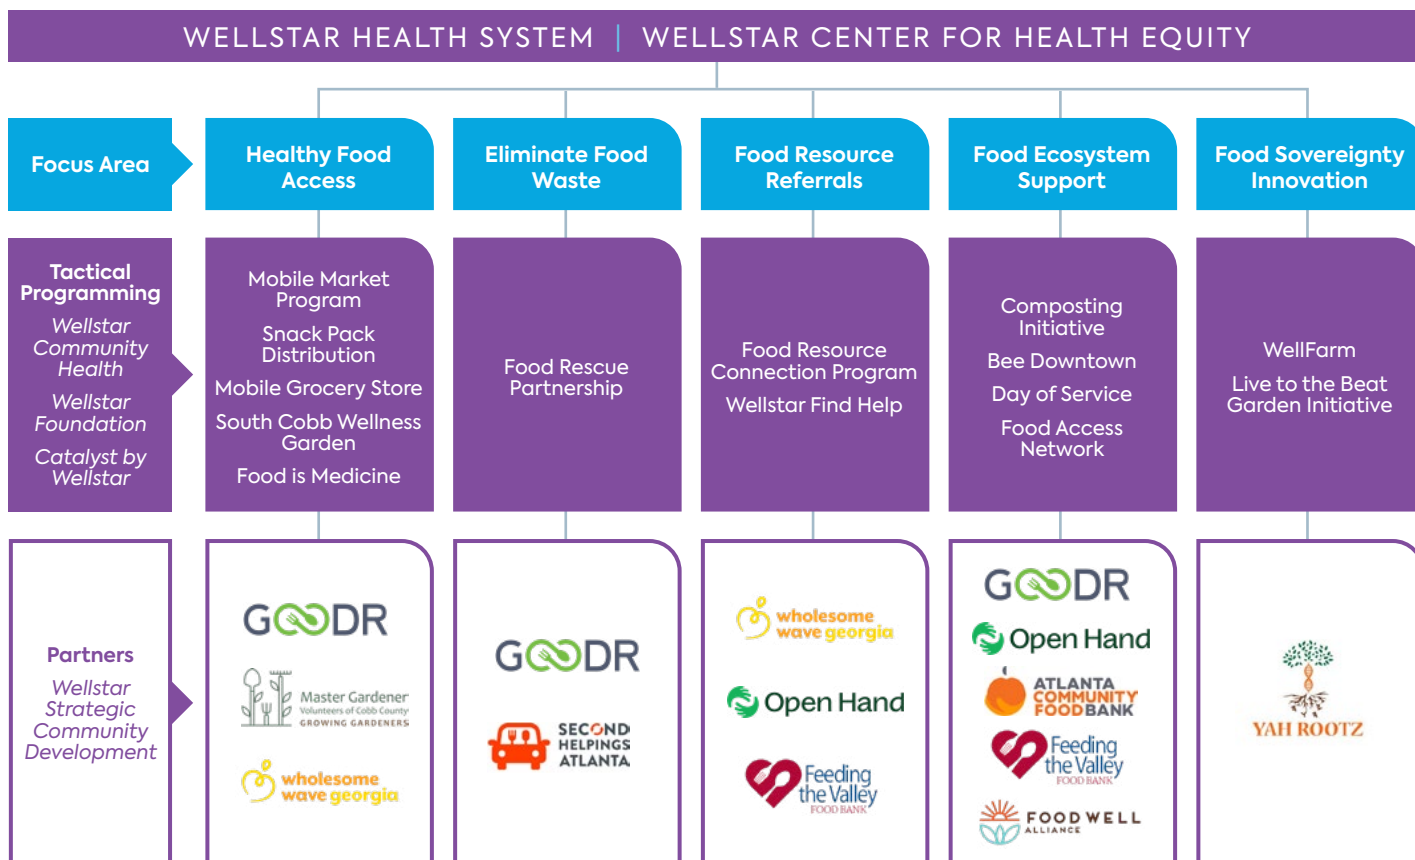 WELLSTAR HEALTH SYSTEM | WELLSTAR CENTER FOR HEALTH EQUITY
Focus Area
Healthy Food
Access
Eliminate Food
Waste
Food Resource
Referrals
Food Ecosystem
Support
Food Sovereignty
Innovation
Tactical
Programming
Wellstar
Community
Health
Wellstar
Foundation
Catalyst by
Wellstar
Mobile Market
Program
Snack Pack
Distribution
Mobile Grocery Store
South Cobb Wellness
Garden
Food is Medicine
Food Rescue
Partnership
Food Resource
Connection Program
Wellstar Find Help
Composting
Initiative
Bee Downtown
Day of Service
Food Access
Network
WellFarm
Live to the Beat
Garden Initiative
Partners
Wellstar
Strategic
Community
Development
GOODR
Master Gardener
Volunteers of Cobb County
GROWING GARDENERS
wholesome
wave georgia
GOODR
SECOND
HELPINGS
ATLANTA
wholesome
wave georgia
Open Hand
Feeding
the Valley
FOOD BANK
GOODR
Open Hand
ATLANTA
COMMUNITY
FOODBANK
Feeding
the Valley
FOOD BANK
FOOD WELL
ALLIANCE
YAH ROOTZ